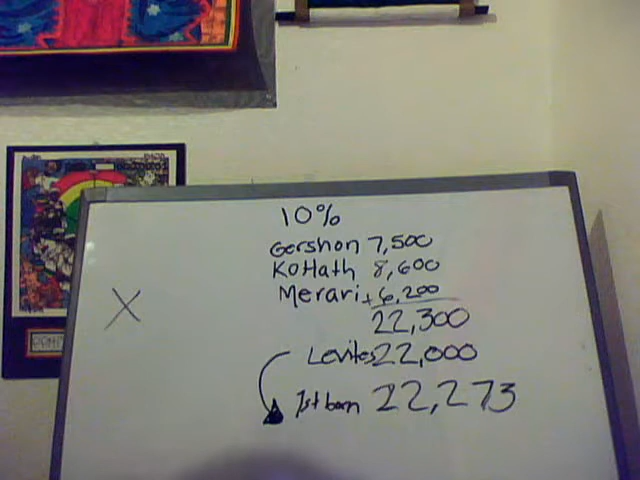 10%
Gershon 7,500
KoHath 8,600
Merari + 6,200
22,300
Levites 22,000
1st born 22,273
X